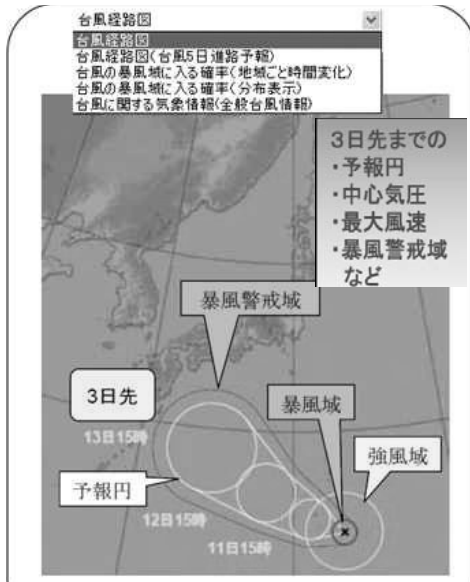 台風経路図
台風経路図
台風経路図(台風5日進路予報)
台風の暴風域に入る確率(地域ごと時間変化)
台風の暴風域に入る確率(分布表示)
台風に関する気象情報(全般台風情報)
3日先までの
・予報円
・中心気圧
・最大風速
・暴風警戒域
など
暴風警戒域
3日先
暴風域
13日15時
強風域
予報円
12日15時
11日15時